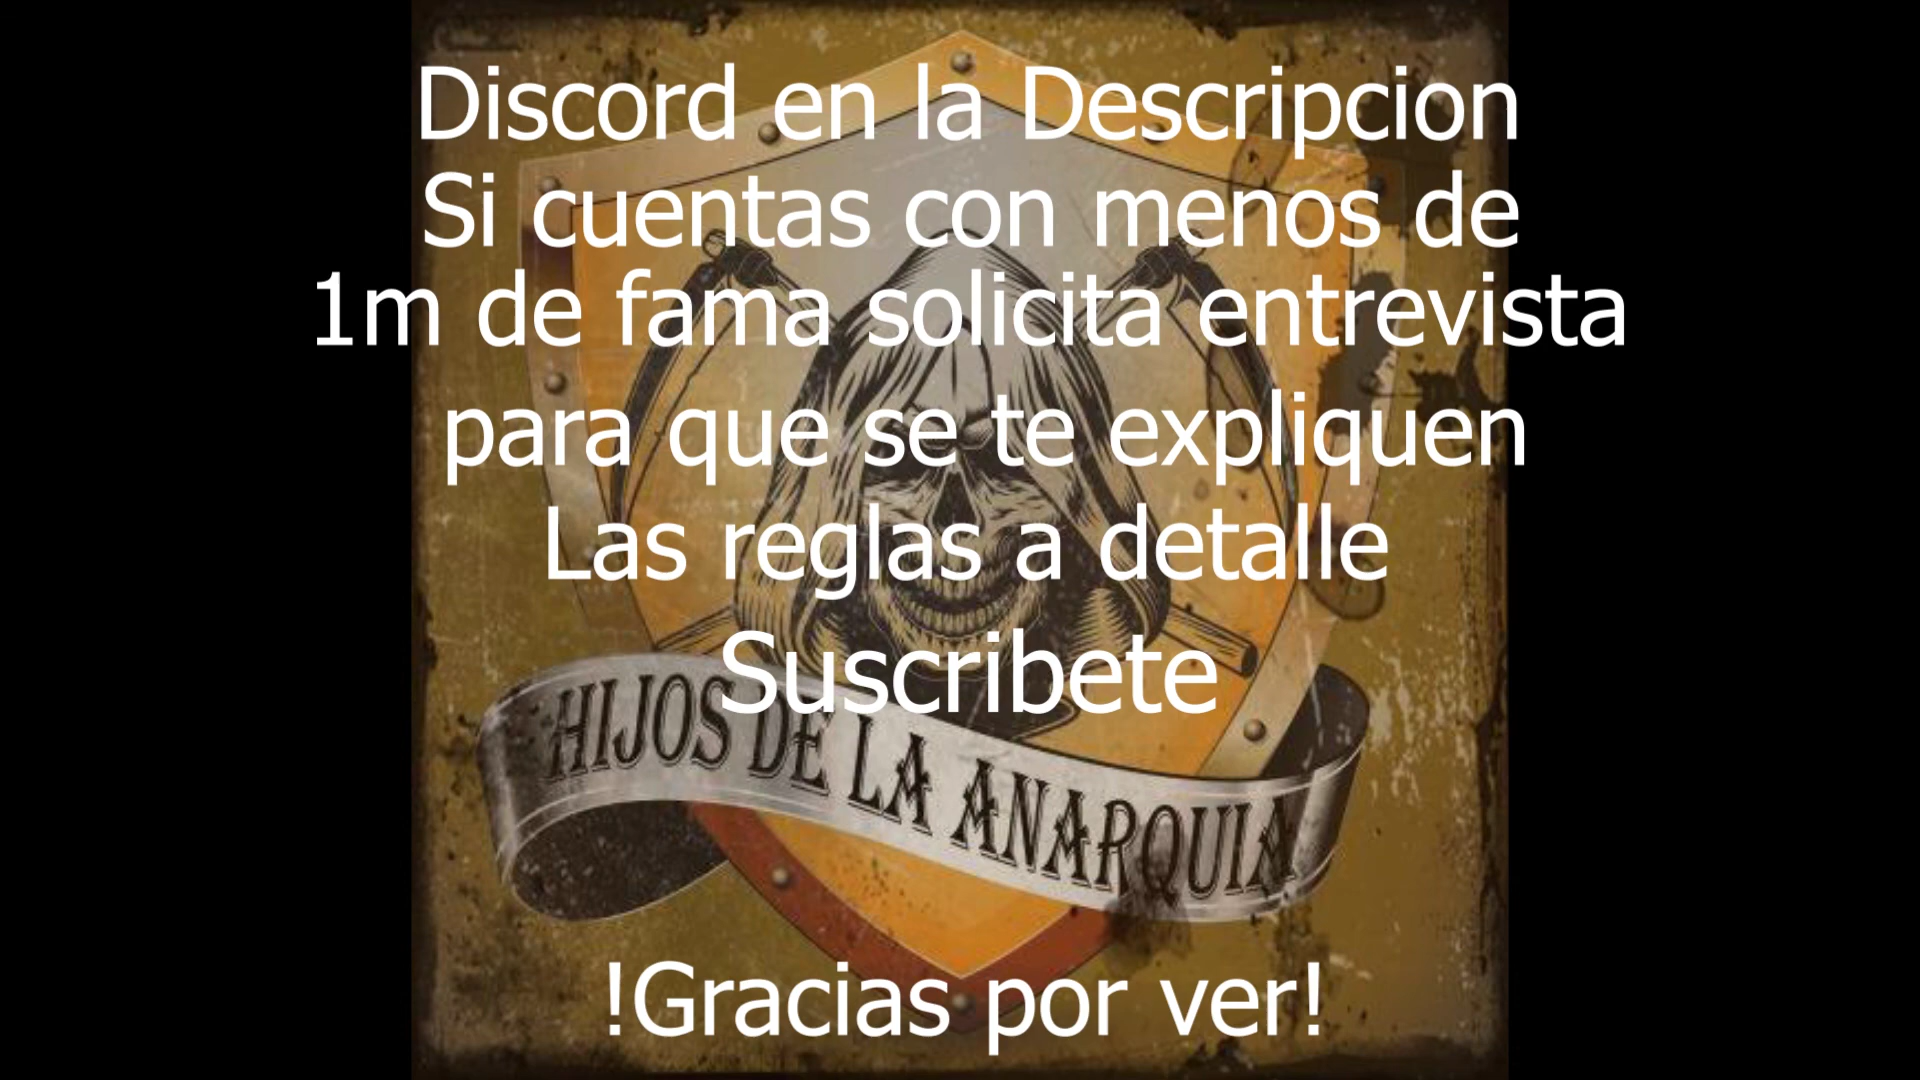 Discord en la Descripcion
Si cuentas con menos de
1m de fama solicita entrevista
para que se te expliquen
Las reglas a detalle
Suscribete
HIJOS DE LA ANARQUIA
!Gracias por ver!